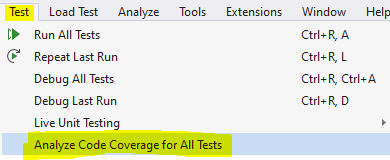 Test Load Test Analyze Tools Extensions Window Help
Run All Tests Ctrl+R, A
Repeat Last Run Ctrl+R, L
Debug All Tests Ctrl+R, Ctrl+A
Debug Last Run Ctrl+R, D
Live Unit Testing
Analyze Code Coverage for All Tests